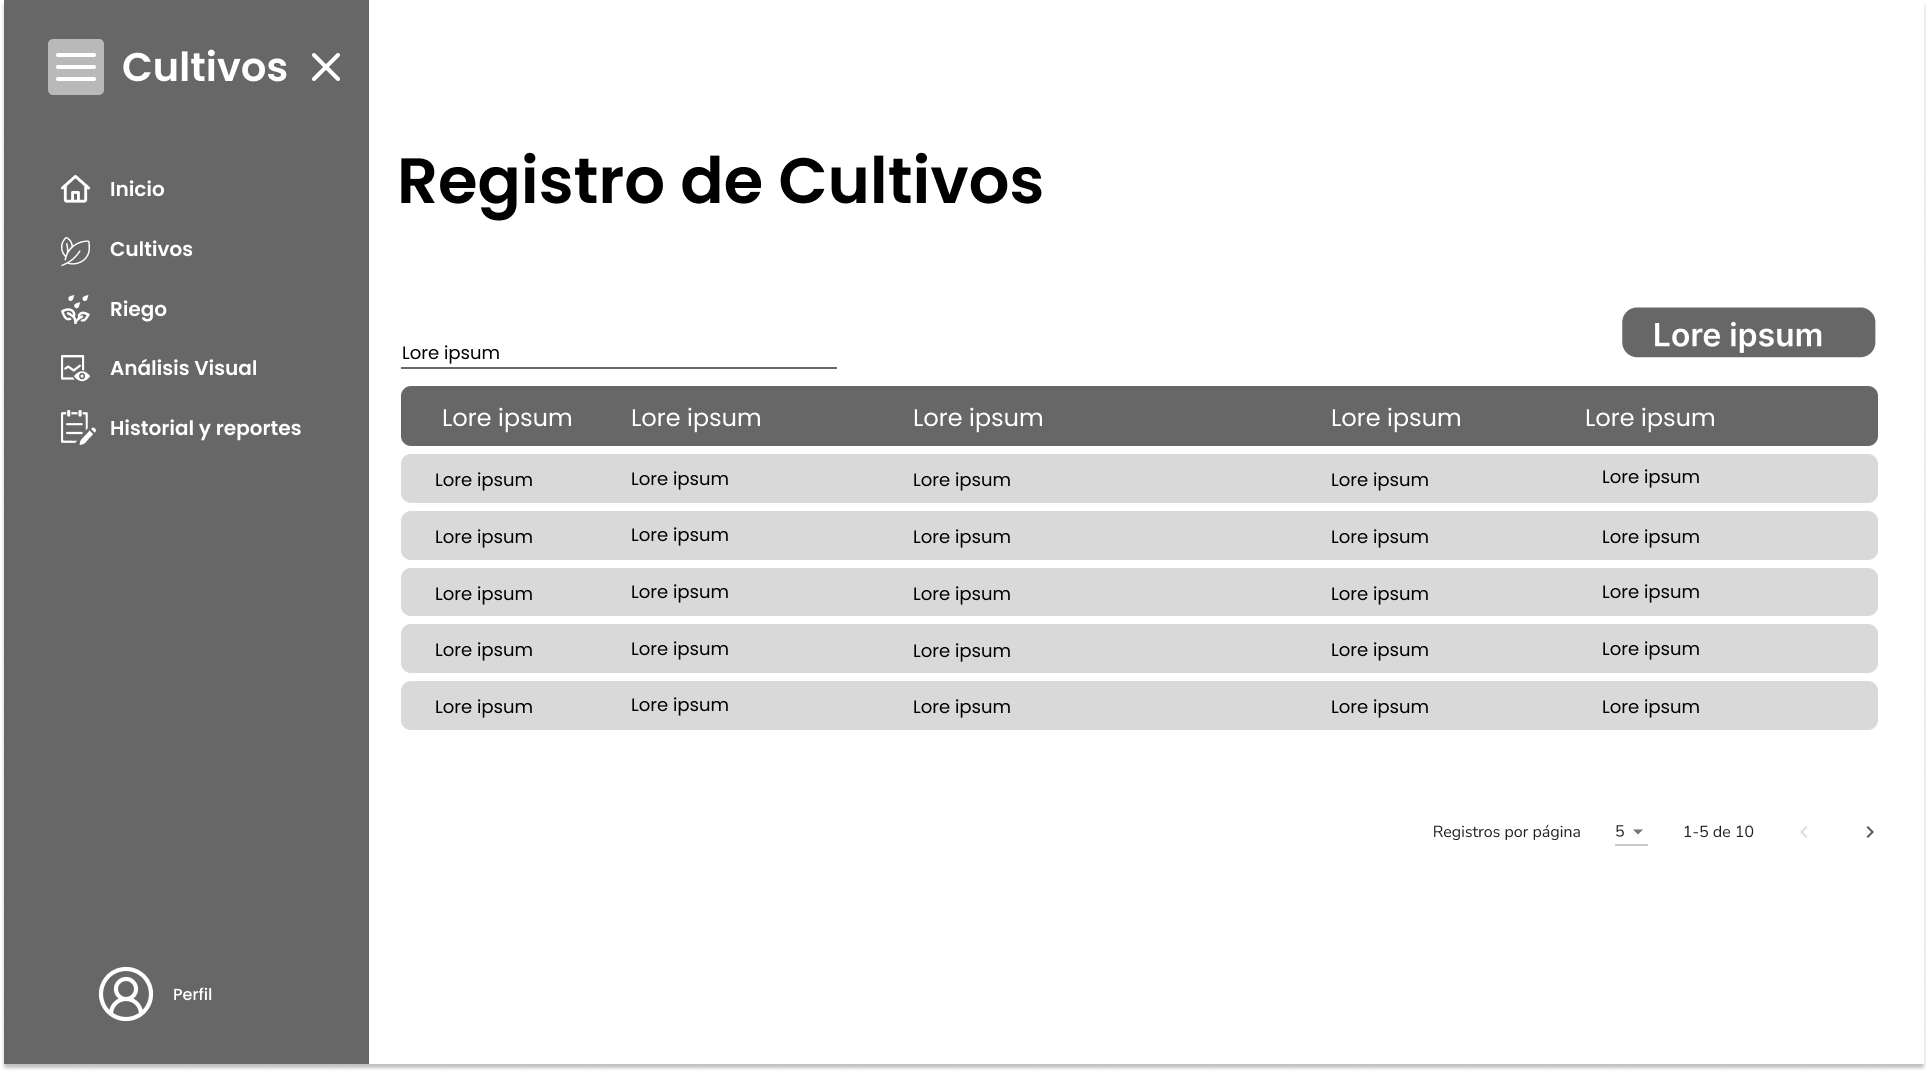 Cultivos
Inicio
Cultivos
Riego
Análisis Visual
Historial y reportes
Perfil
Registro de Cultivos
Lore ipsum
Lore ipsum
Lore ipsum Lore ipsum Lore ipsum Lore ipsum Lore ipsum
Lore ipsum Lore ipsum Lore ipsum Lore ipsum Lore ipsum
Lore ipsum Lore ipsum Lore ipsum Lore ipsum Lore ipsum
Lore ipsum Lore ipsum Lore ipsum Lore ipsum Lore ipsum
Lore ipsum Lore ipsum Lore ipsum Lore ipsum Lore ipsum
Lore ipsum Lore ipsum Lore ipsum Lore ipsum Lore ipsum
Registros por página 5 1-5 de 10